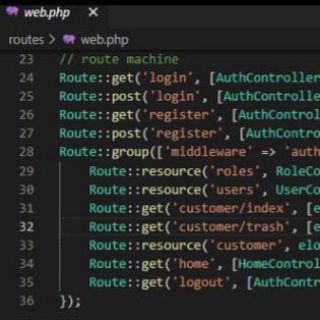 web.php ×
routes > web.php
23 // route machine
24 Route::get('login', [AuthController
25 Route::post('login', [AuthControlle
26 Route::get('register', [AuthControl
27 Route::post('register', [AuthContro
28 Route::group(['middleware' => 'auth
29 Route::resource('roles', RoleCo
30 Route::resource('users', UserCo
31 Route::get('customer/index', [e
32 Route::get('customer/trash', [e
33 Route::resource('customer', elo
34 Route::get('home', [HomeControl
35 Route::get('logout', [AuthContr
36 });